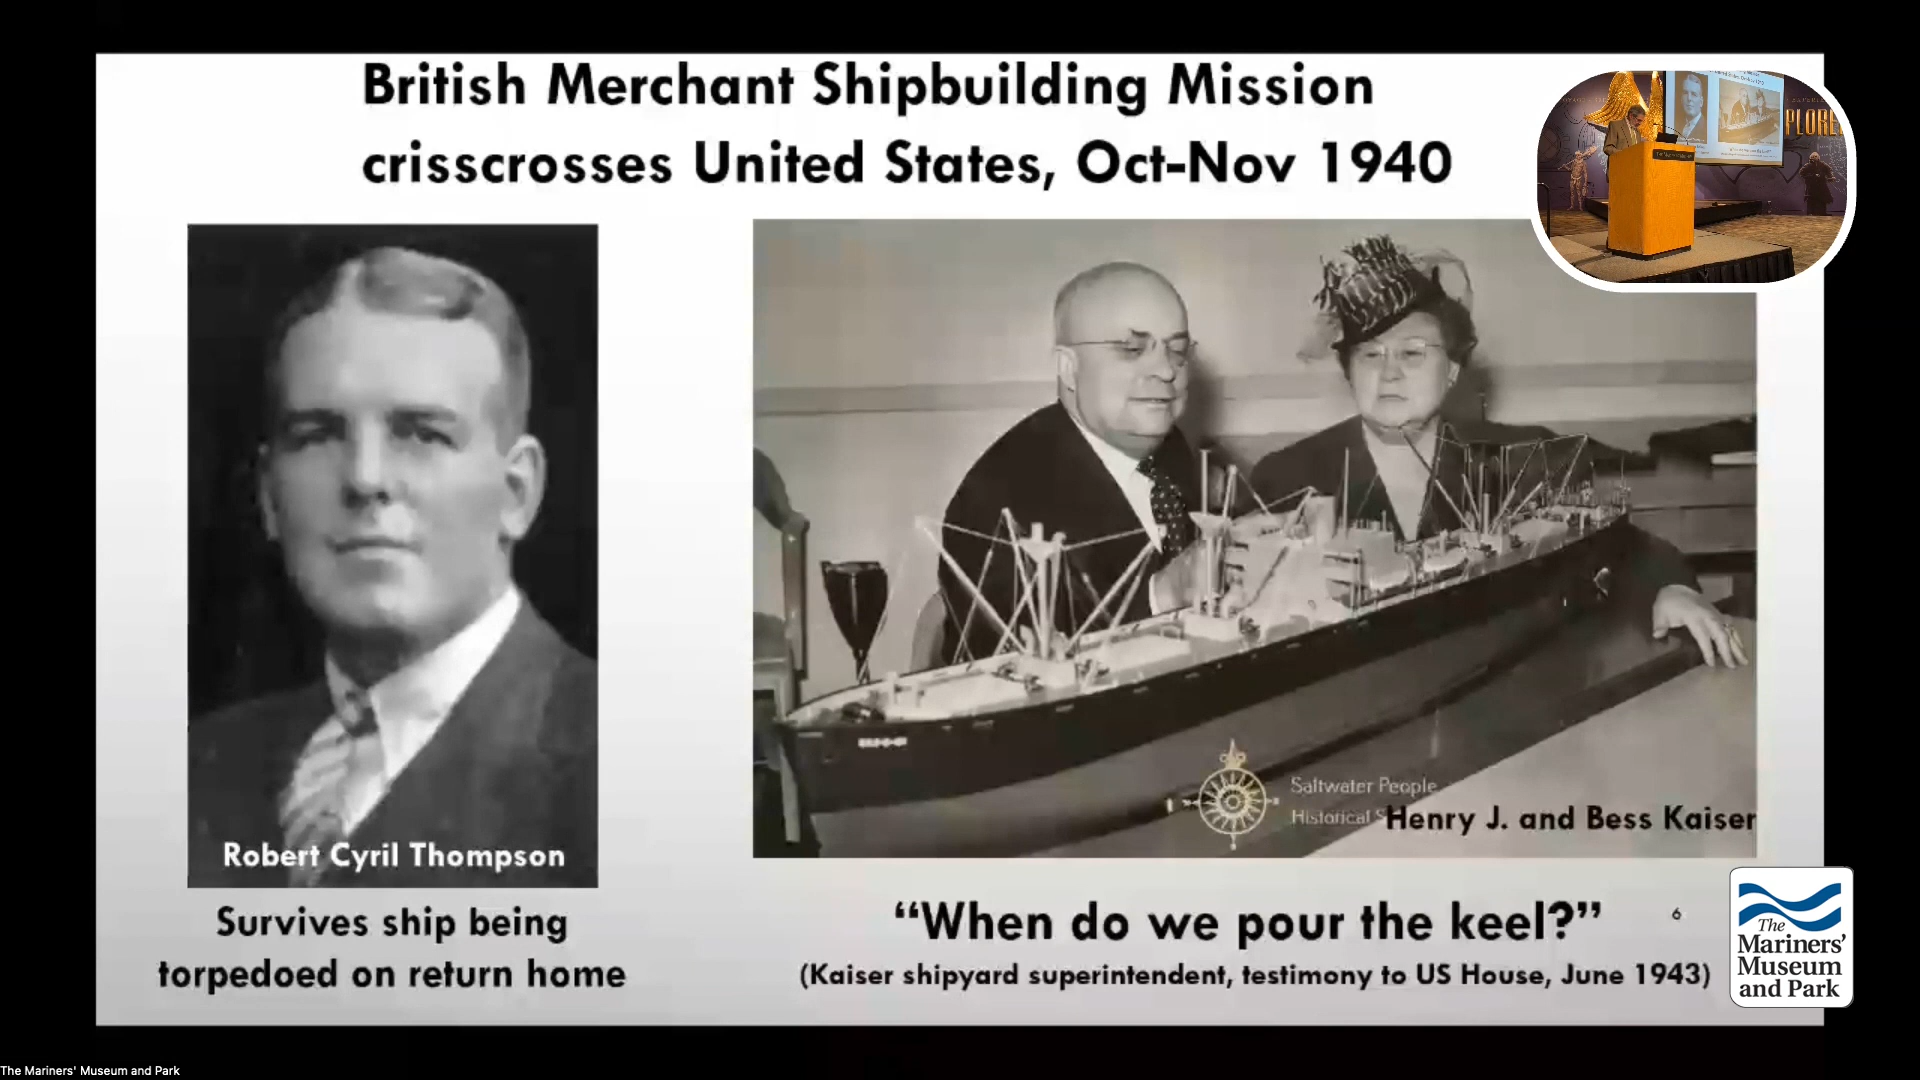 British Merchant Shipbuilding Mission
crisscrosses United States, Oct-Nov 1940
PLORE
Robert Cyril Thompson
Survives ship being
torpedoed on return home
Saltwater People
Historical S
Henry J. and Bess Kaiser
“When do we pour the keel?”
(Kaiser shipyard superintendent, testimony to US House, June 1943)
6
The
Mariners'
Museum
and Park
The Mariners' Museum and Park